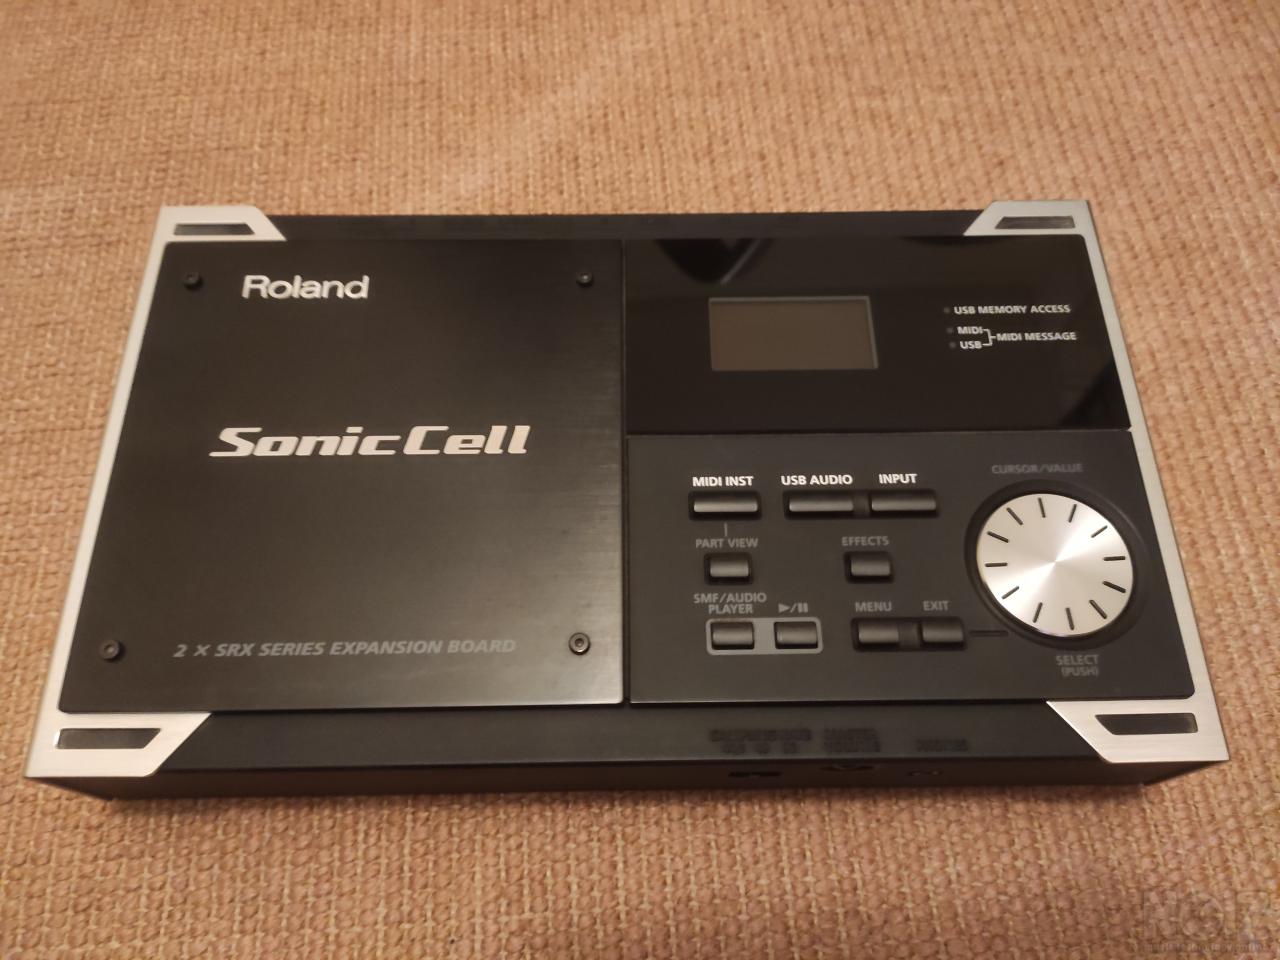 Roland
SonicCell
2 X SRX SERIES EXPANSION BOARD
USB MEMORY ACCESS
MIDI
USB
MIDI MESSAGE
CURSOR/VALUE
MIDI INST
USB AUDIO
INPUT
PART VIEW
EFFECTS
SMF/AUDIO
PLAYER
▶/❚❚
MENU
EXIT
SELECT
(PUSH)
PHONES